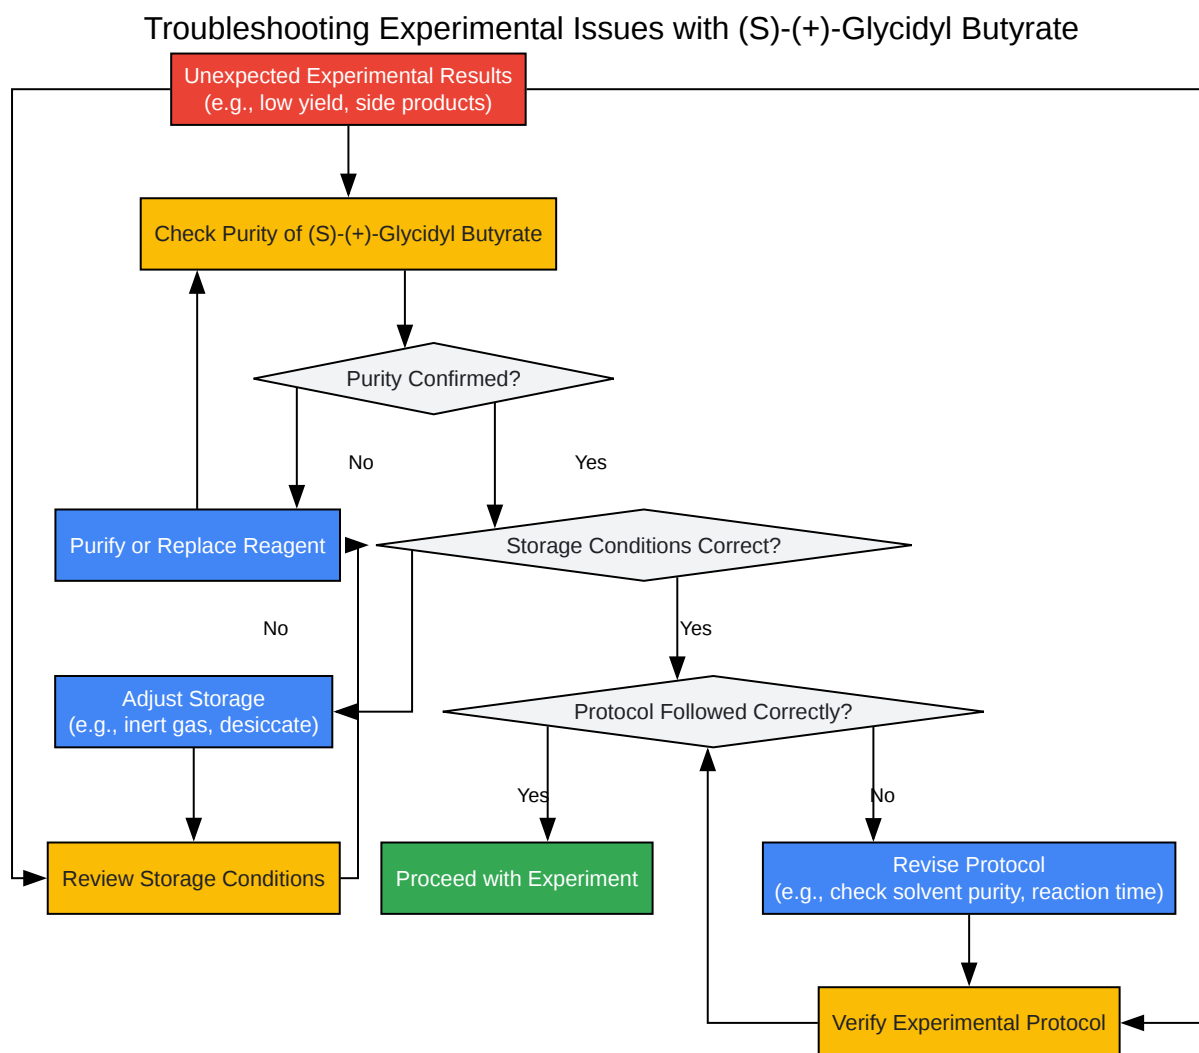 Troubleshooting Experimental Issues with (S)-(+)-Glycidyl Butyrate
Unexpected Experimental Results
(e.g., low yield, side products)
Check Purity of (S)-(+)-Glycidyl Butyrate
Purity Confirmed?
No
Yes
Purify or Replace Reagent
Storage Conditions Correct?
No
Yes
Adjust Storage
(e.g., inert gas, desiccate)
Protocol Followed Correctly?
Yes
No
Review Storage Conditions
Proceed with Experiment
Revise Protocol
(e.g., check solvent purity, reaction time)
Verify Experimental Protocol